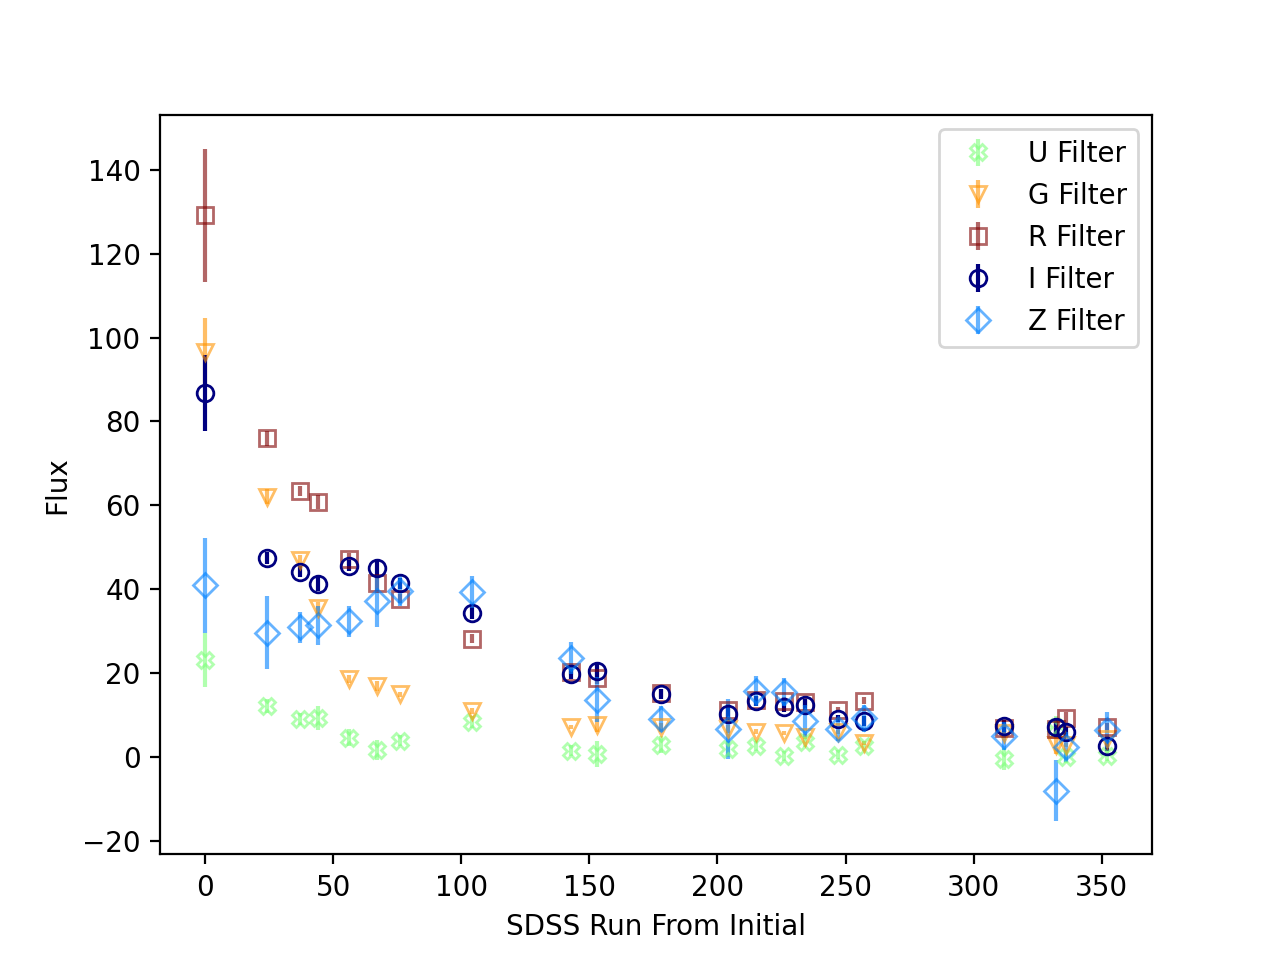 140
120
100
80
60
40
20
0
−20
Flux
0 50 100 150 200 250 300 350
SDSS Run From Initial
U Filter
G Filter
R Filter
I Filter
Z Filter